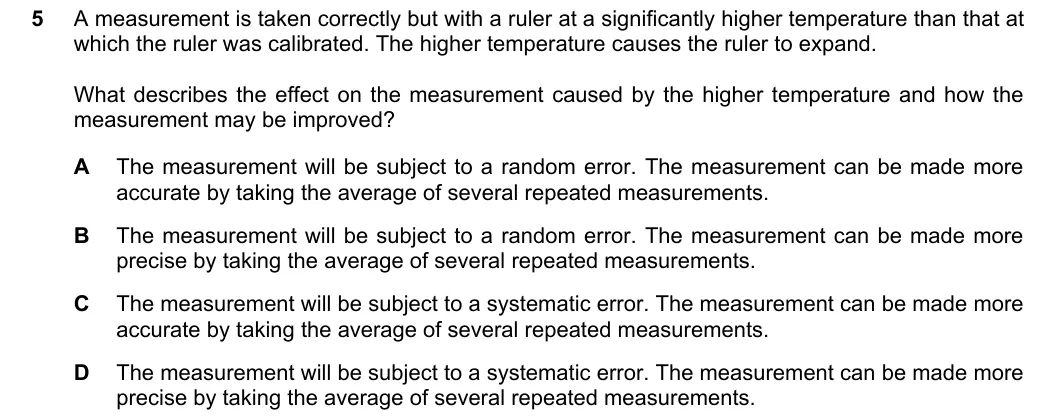 5 A measurement is taken correctly but with a ruler at a significantly higher temperature than that at
which the ruler was calibrated. The higher temperature causes the ruler to expand.
What describes the effect on the measurement caused by the higher temperature and how the
measurement may be improved?
A The measurement will be subject to a random error. The measurement can be made more
accurate by taking the average of several repeated measurements.
B The measurement will be subject to a random error. The measurement can be made more
precise by taking the average of several repeated measurements.
C The measurement will be subject to a systematic error. The measurement can be made more
accurate by taking the average of several repeated measurements.
D The measurement will be subject to a systematic error. The measurement can be made more
precise by taking the average of several repeated measurements.